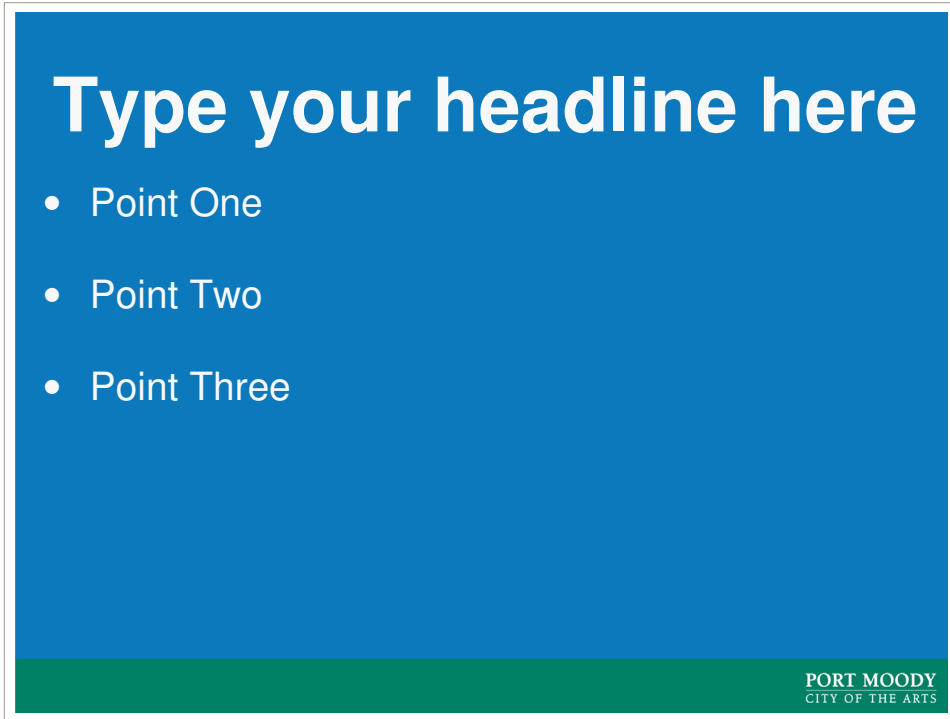 Type your headline here
• Point One
• Point Two
• Point Three
PORT MOODY
CITY OF THE ARTS